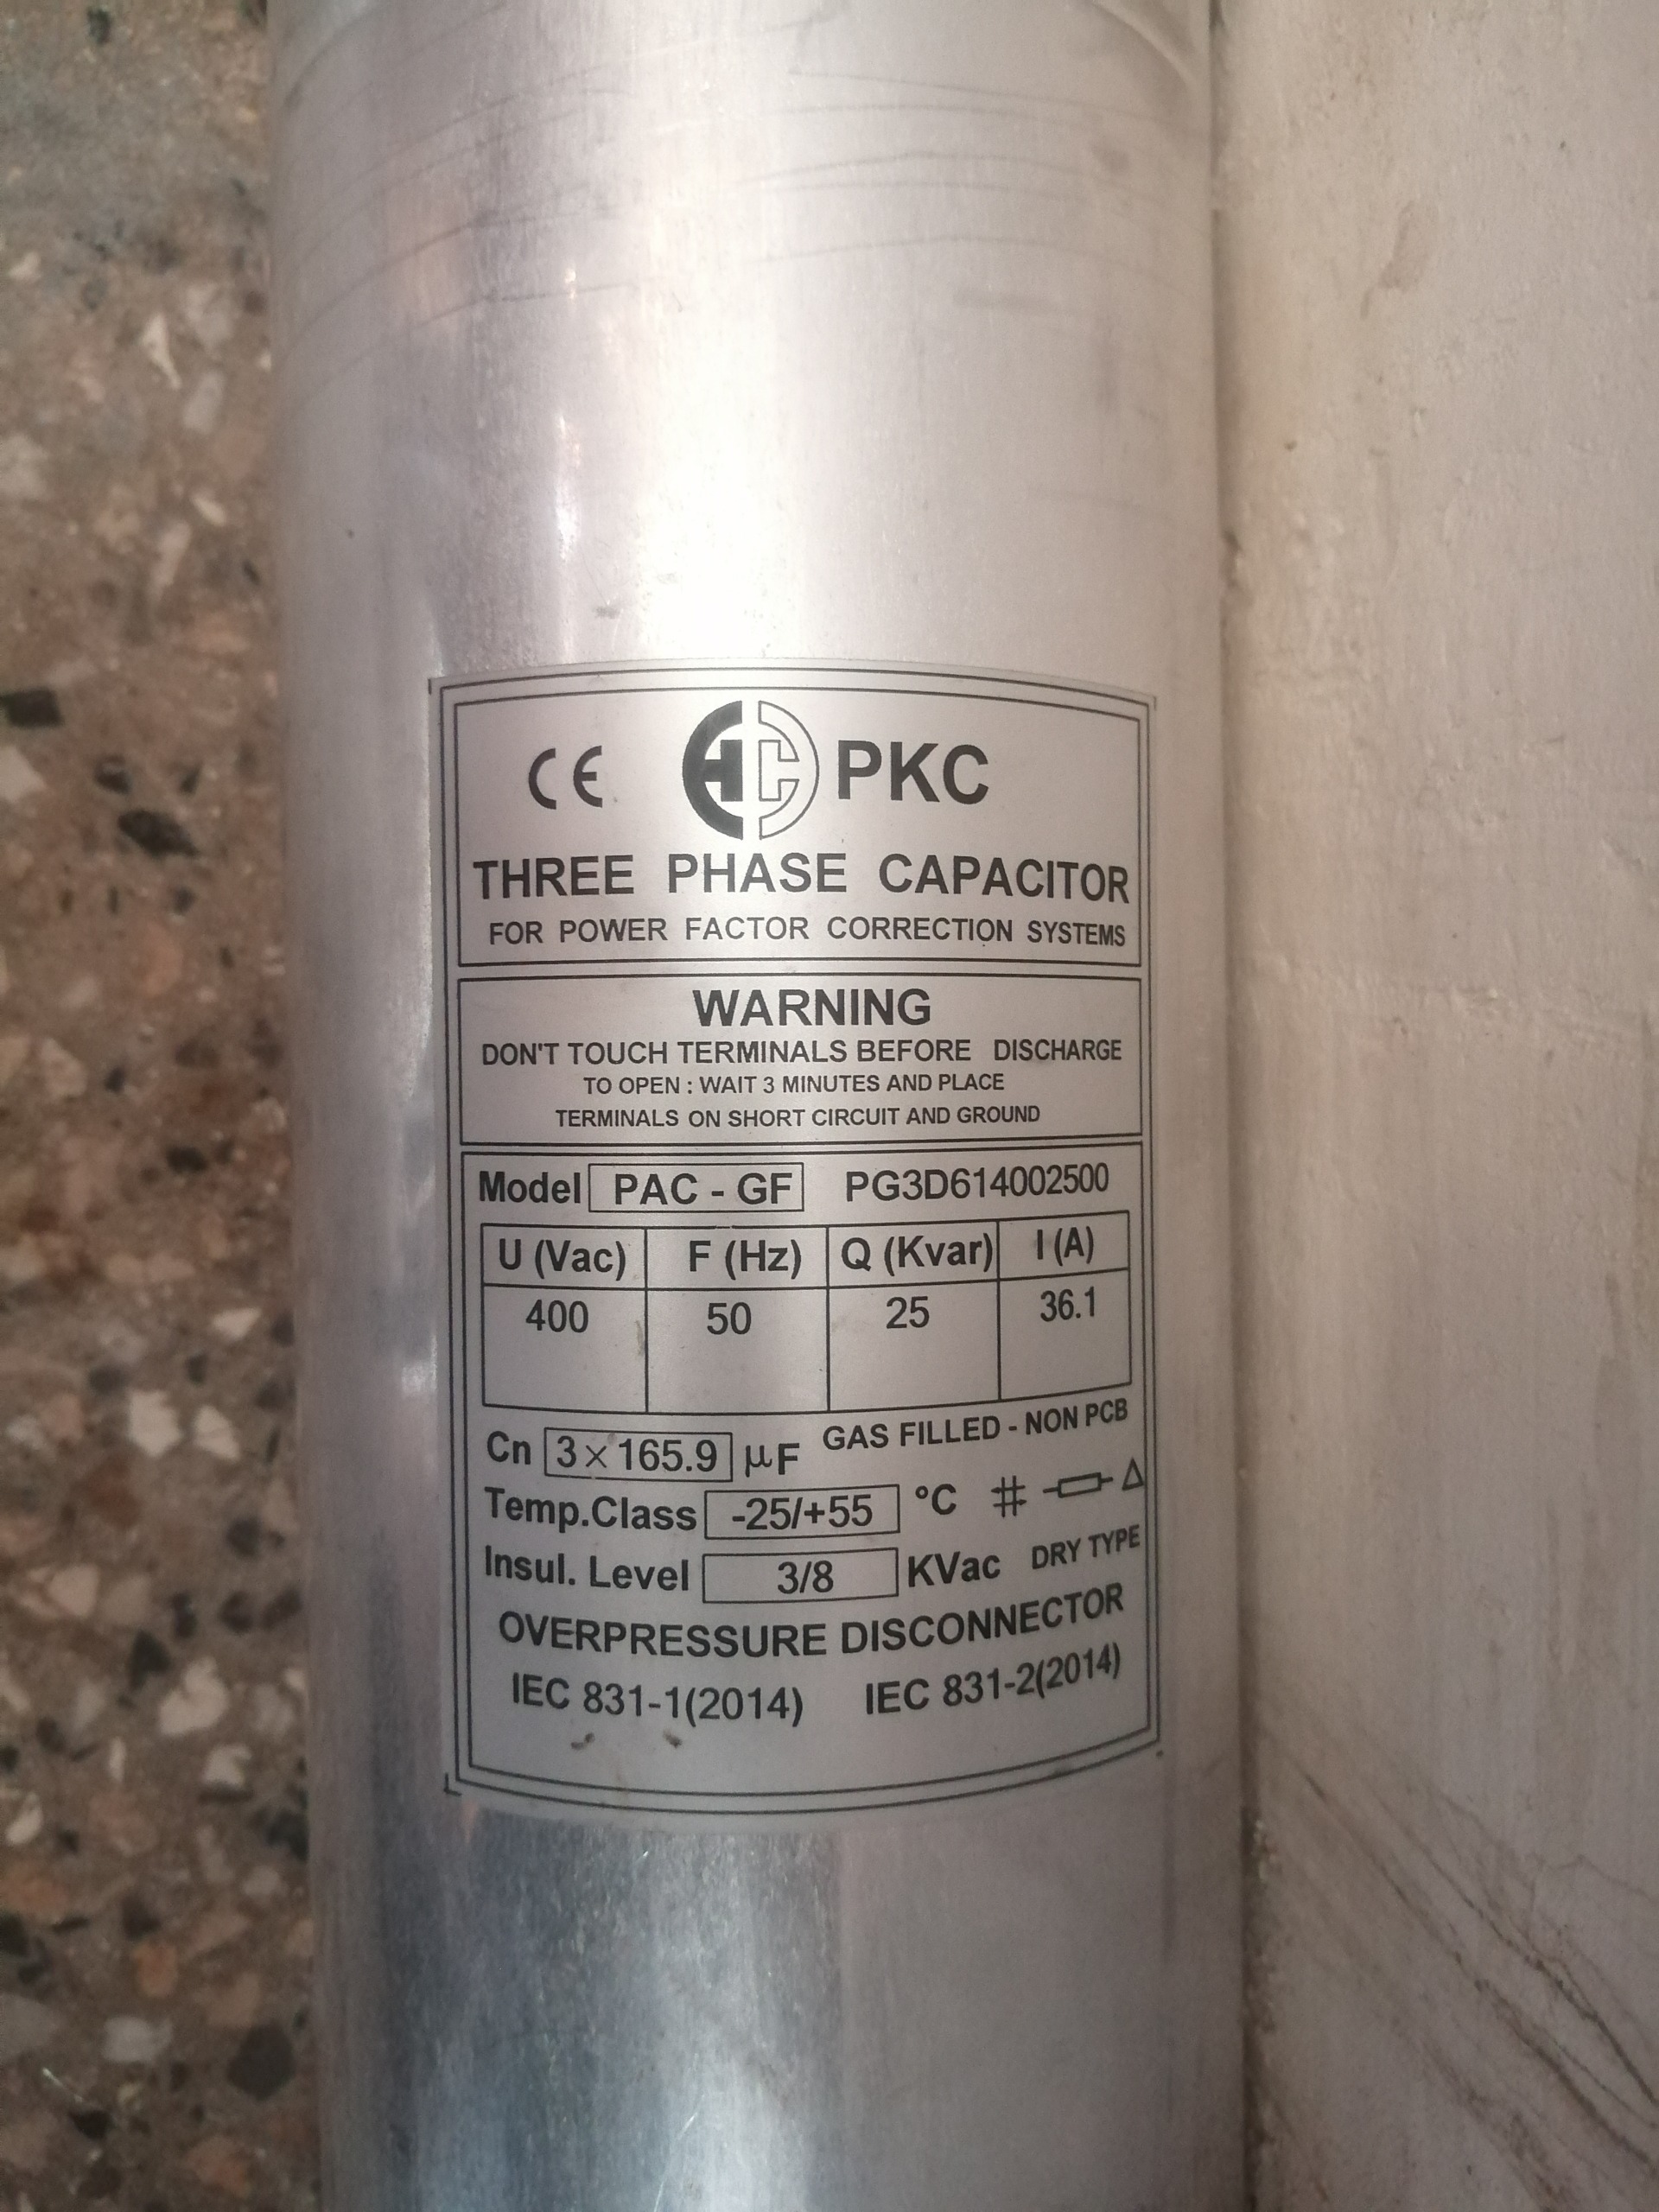 CE HC PKC
THREE PHASE CAPACITOR
FOR POWER FACTOR CORRECTION SYSTEMS
WARNING
DON'T TOUCH TERMINALS BEFORE DISCHARGE
TO OPEN : WAIT 3 MINUTES AND PLACE
TERMINALS ON SHORT CIRCUIT AND GROUND
Model PAC - GF PG3D614002500
U (Vac) F (Hz) Q (Kvar) I (A)
400 50 25 36.1
Cn 3×165.9 μF GAS FILLED - NON PCB
Temp.Class -25/+55 °C # Δ
Insul. Level 3/8 KVac DRY TYPE
OVERPRESSURE DISCONNECTOR
IEC 831-1(2014) IEC 831-2(2014)